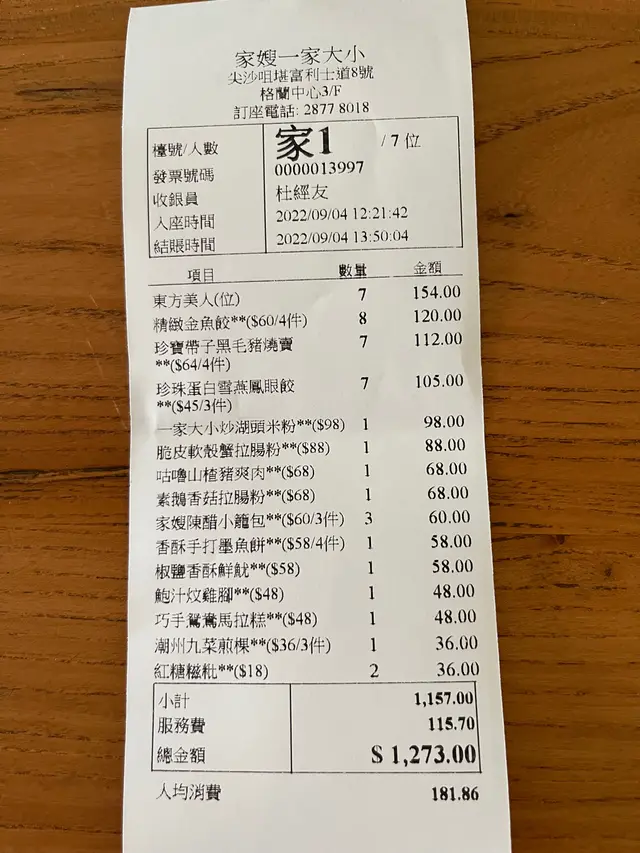 家嫂一家大小
尖沙咀堪富利士道8號
格蘭中心3/F
訂座電話: 2877 8018
檯號/人數 家1 / 7 位
發票號碼 0000013997
收銀員 杜經友
入座時間 2022/09/04 12:21:42
結賬時間 2022/09/04 13:50:04
項目 數量 金額
東方美人(位) 7 154.00
精緻金魚餃**($60/4件) 8 120.00
珍寶帶子黑毛豬燒賣 7 112.00
**($64/4件)
珍珠蛋白雪燕鳳眼餃 7 105.00
**($45/3件)
一家大小炒湖頭米粉**($98) 1 98.00
脆皮軟殼蟹拉腸粉**($88) 1 88.00
咕嚕山楂豬爽肉**($68) 1 68.00
素鵝香菇拉腸粉**($68) 1 68.00
家嫂陳醋小籠包**($60/3件) 3 60.00
香酥手打墨魚餅**($58/4件) 1 58.00
椒鹽香酥鮮魷**($58) 1 58.00
鮑汁炆雞腳**($48) 1 48.00
巧手鴛鴦馬拉糕**($48) 1 48.00
潮州九菜煎粿**($36/3件) 1 36.00
紅糖糍粑**($18) 2 36.00
小計 1,157.00
服務費 115.70
總金額 $ 1,273.00
人均消費 181.86